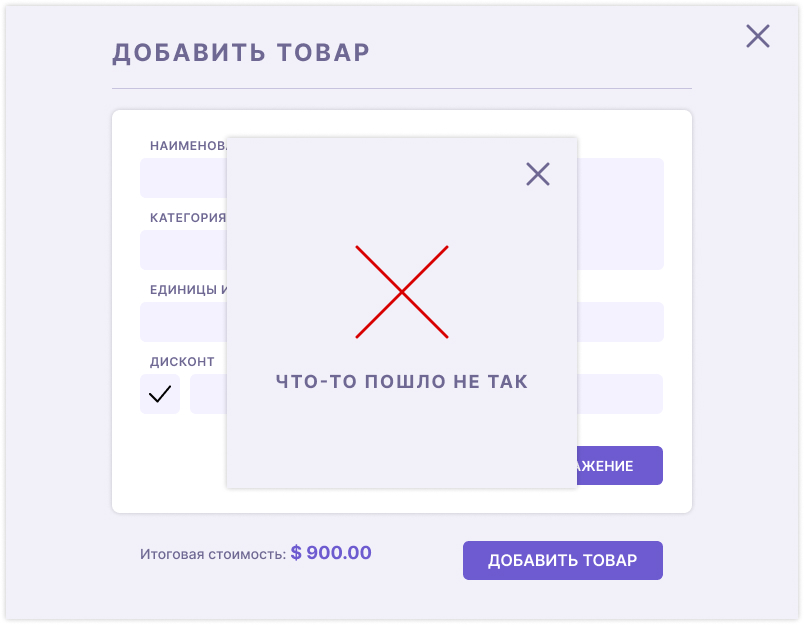 ДОБАВИТЬ ТОВАР
НАИМЕНОВ
КАТЕГОРИЯ
ЕДИНИЦЫ И
ДИСКОНТ
ЧТО-ТО ПОШЛО НЕ ТАК
АЖЕНИЕ
Итоговая стоимость: $ 900.00
ДОБАВИТЬ ТОВАР